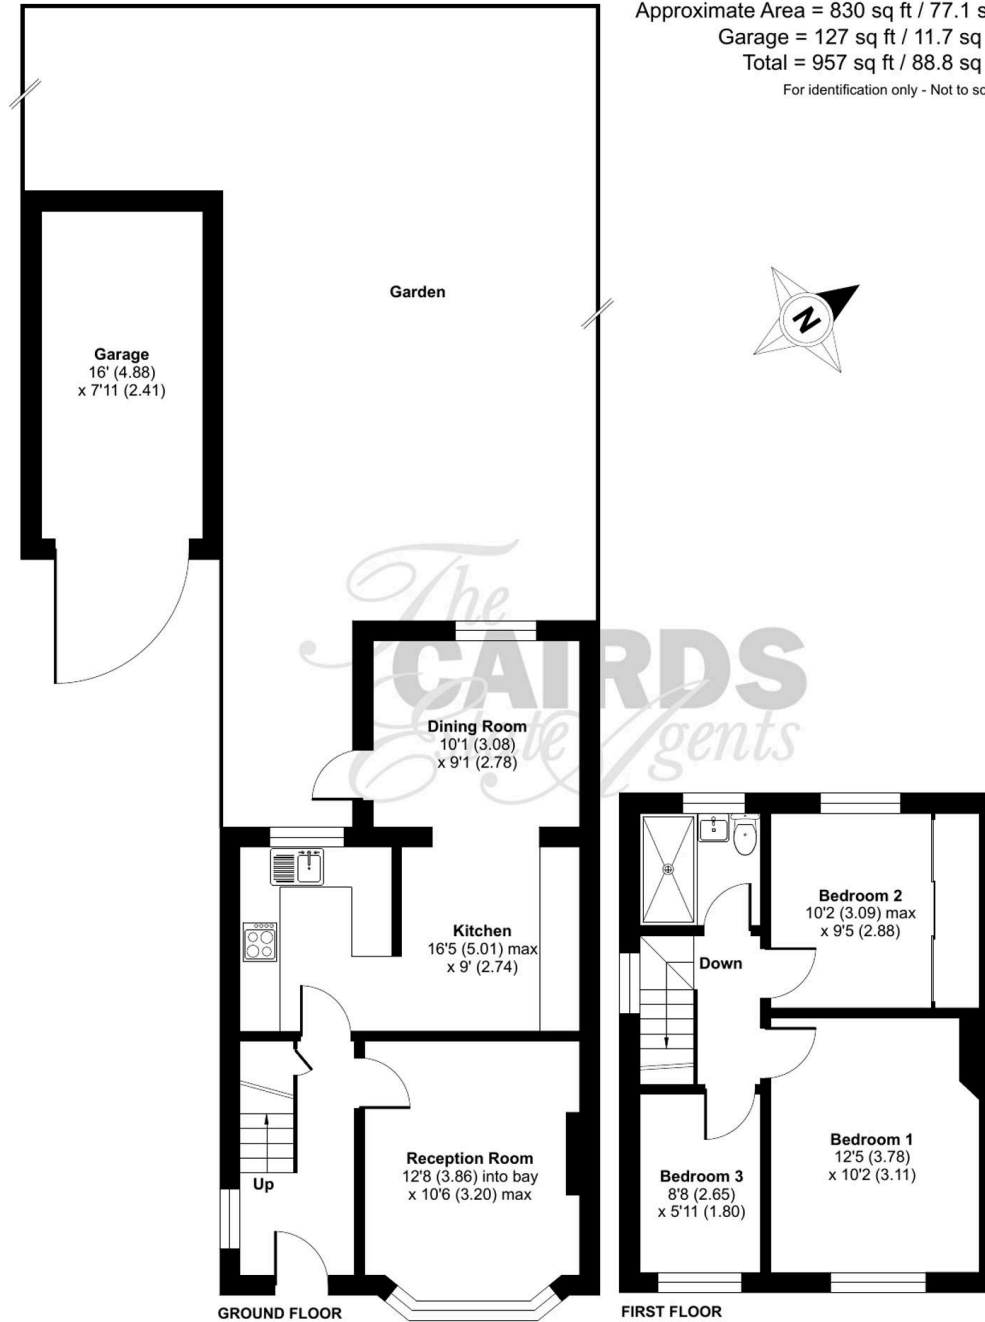 Approximate Area = 830 sq ft / 77.1 s
Garage = 127 sq ft / 11.7 sq
Total = 957 sq ft / 88.8 sq
For identification only - Not to sc
Garden
N
Garage
16' (4.88)
x 7'11 (2.41)
The
CAIRDS
Estate Agents
Dining Room
10'1 (3.08)
x 9'1 (2.78)
Kitchen
16'5 (5.01) max
x 9' (2.74)
Bedroom 2
10'2 (3.09) max
x 9'5 (2.88)
Down
Reception Room
12'8 (3.86) into bay
x 10'6 (3.20) max
Up
Bedroom 1
12'5 (3.78)
x 10'2 (3.11)
Bedroom 3
8'8 (2.65)
x 5'11 (1.80)
GROUND FLOOR
FIRST FLOOR